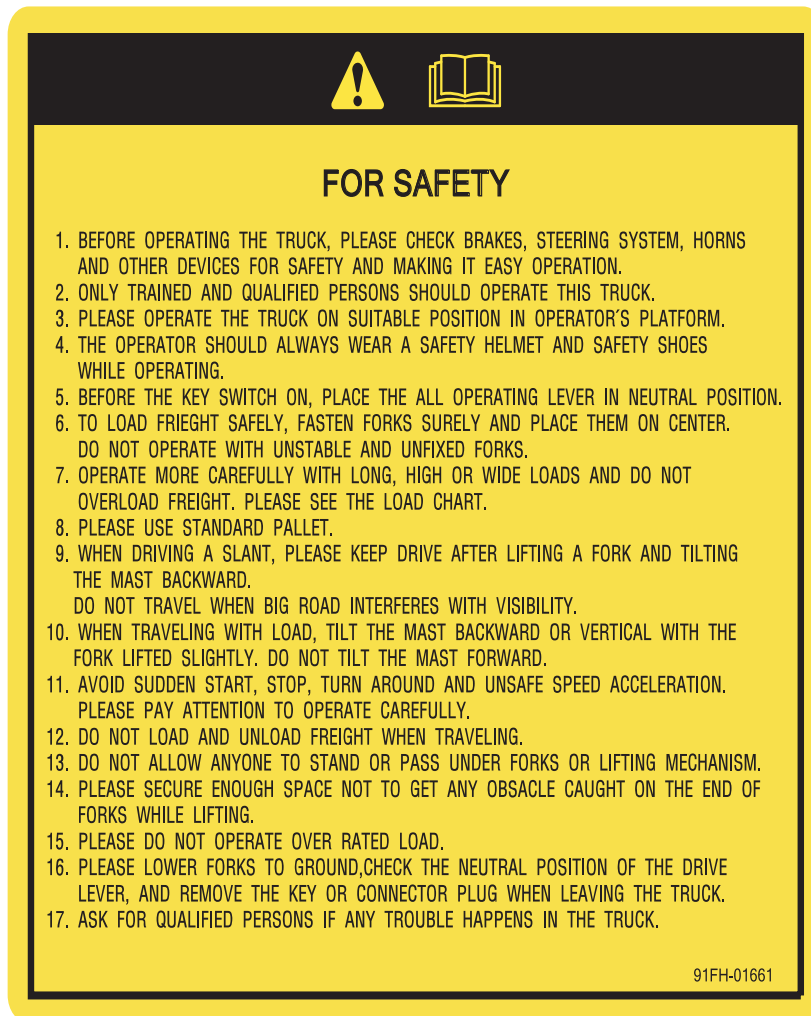 FOR SAFETY
1. BEFORE OPERATING THE TRUCK, PLEASE CHECK BRAKES, STEERING SYSTEM, HORNS
AND OTHER DEVICES FOR SAFETY AND MAKING IT EASY OPERATION.
2. ONLY TRAINED AND QUALIFIED PERSONS SHOULD OPERATE THIS TRUCK.
3. PLEASE OPERATE THE TRUCK ON SUITABLE POSITION IN OPERATOR´S PLATFORM.
4. THE OPERATOR SHOULD ALWAYS WEAR A SAFETY HELMET AND SAFETY SHOES
WHILE OPERATING.
5. BEFORE THE KEY SWITCH ON, PLACE THE ALL OPERATING LEVER IN NEUTRAL POSITION.
6. TO LOAD FRIEGHT SAFELY, FASTEN FORKS SURELY AND PLACE THEM ON CENTER.
DO NOT OPERATE WITH UNSTABLE AND UNFIXED FORKS.
7. OPERATE MORE CAREFULLY WITH LONG, HIGH OR WIDE LOADS AND DO NOT
OVERLOAD FREIGHT. PLEASE SEE THE LOAD CHART.
8. PLEASE USE STANDARD PALLET.
9. WHEN DRIVING A SLANT, PLEASE KEEP DRIVE AFTER LIFTING A FORK AND TILTING
THE MAST BACKWARD.
DO NOT TRAVEL WHEN BIG ROAD INTERFERES WITH VISIBILITY.
10. WHEN TRAVELING WITH LOAD, TILT THE MAST BACKWARD OR VERTICAL WITH THE
FORK LIFTED SLIGHTLY. DO NOT TILT THE MAST FORWARD.
11. AVOID SUDDEN START, STOP, TURN AROUND AND UNSAFE SPEED ACCELERATION.
PLEASE PAY ATTENTION TO OPERATE CAREFULLY.
12. DO NOT LOAD AND UNLOAD FREIGHT WHEN TRAVELING.
13. DO NOT ALLOW ANYONE TO STAND OR PASS UNDER FORKS OR LIFTING MECHANISM.
14. PLEASE SECURE ENOUGH SPACE NOT TO GET ANY OBSACLE CAUGHT ON THE END OF
FORKS WHILE LIFTING.
15. PLEASE DO NOT OPERATE OVER RATED LOAD.
16. PLEASE LOWER FORKS TO GROUND,CHECK THE NEUTRAL POSITION OF THE DRIVE
LEVER, AND REMOVE THE KEY OR CONNECTOR PLUG WHEN LEAVING THE TRUCK.
17. ASK FOR QUALIFIED PERSONS IF ANY TROUBLE HAPPENS IN THE TRUCK.
91FH-01661